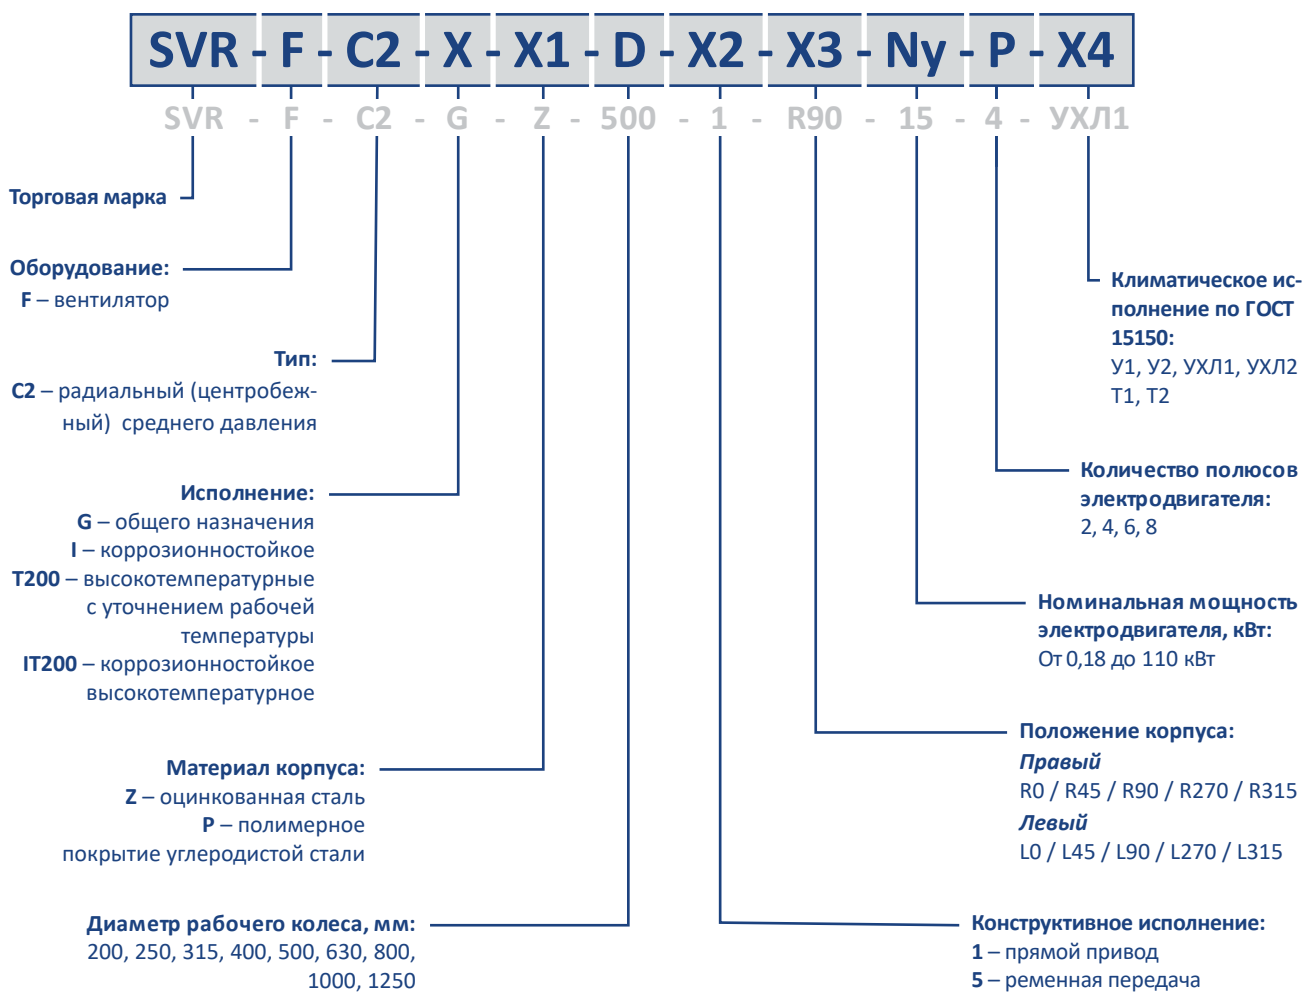 SVR - F - C2 - X - X1 - D - X2 - X3 - Ny - P - X4
SVR - F - C2 - G - Z - 500 - 1 - R90 - 15 - 4 - УХЛ1
Торговая марка
Оборудование:
F – вентилятор
Тип:
C2 – радиальный (центробеж-
ный) среднего давления
Исполнение:
G – общего назначения
I – коррозионностойкое
T200 – высокотемпературные
с уточнением рабочей
температуры
IT200 – коррозионностойкое
высокотемпературное
Материал корпуса:
Z – оцинкованная сталь
P – полимерное
покрытие углеродистой стали
Диаметр рабочего колеса, мм:
200, 250, 315, 400, 500, 630, 800,
1000, 1250
Климатическое ис-
полнение по ГОСТ
15150:
У1, У2, УХЛ1, УХЛ2
Т1, Т2
Количество полюсов
электродвигателя:
2, 4, 6, 8
Номинальная мощность
электродвигателя, кВт:
От 0,18 до 110 кВт
Положение корпуса:
Правый
R0 / R45 / R90 / R270 / R315
Левый
L0 / L45 / L90 / L270 / L315
Конструктивное исполнение:
1 – прямой привод
5 – ременная передача